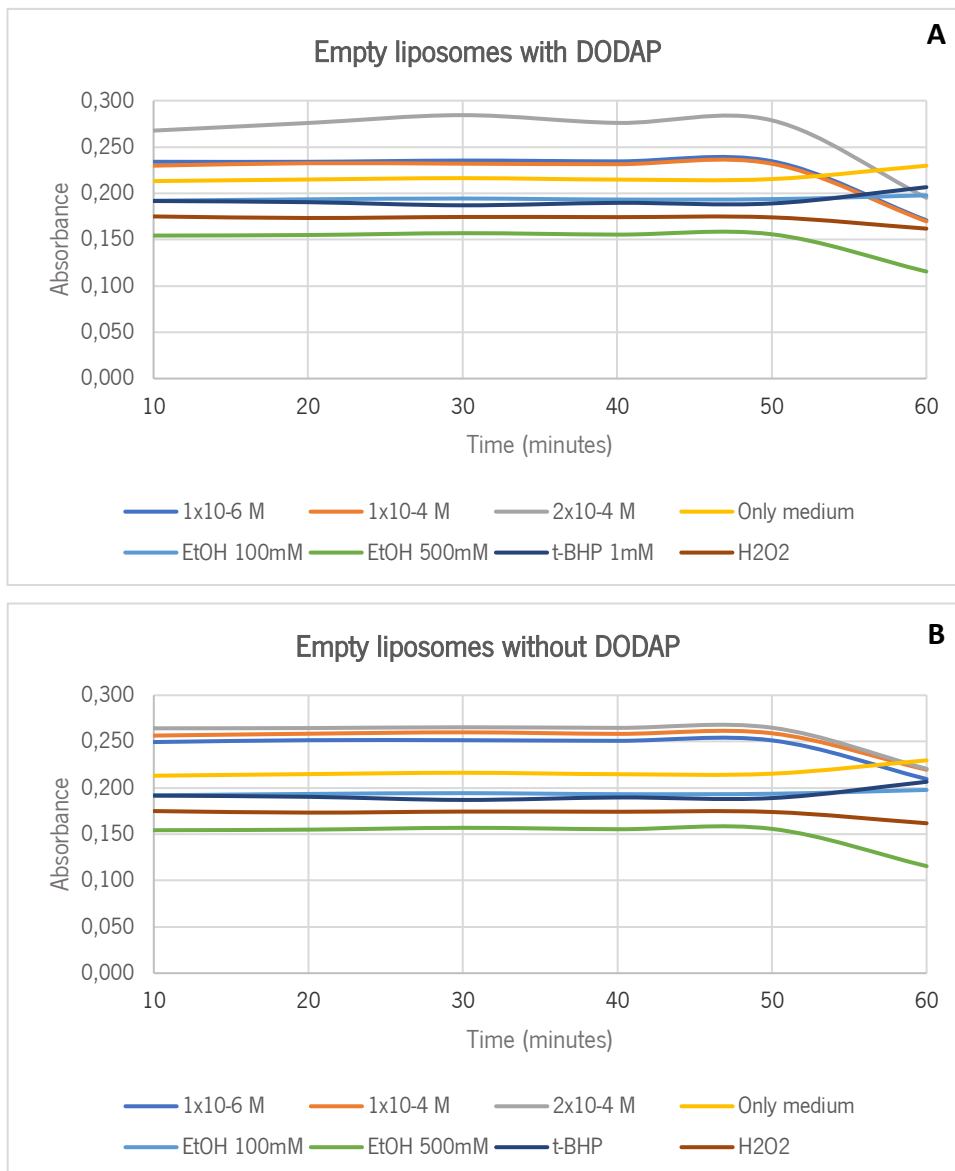 A
Empty liposomes with DODAP
0,300
0,250
0,200
0,150
0,100
0,050
0,000
Absorbance
10 20 30 40 50 60
Time (minutes)
1x10-6 M 1x10-4 M 2x10-4 M Only medium
EtOH 100mM EtOH 500mM t-BHP 1mM H2O2
B
Empty liposomes without DODAP
0,300
0,250
0,200
0,150
0,100
0,050
0,000
Absorbance
10 20 30 40 50 60
Time (minutes)
1x10-6 M 1x10-4 M 2x10-4 M Only medium
EtOH 100mM EtOH 500mM t-BHP H2O2